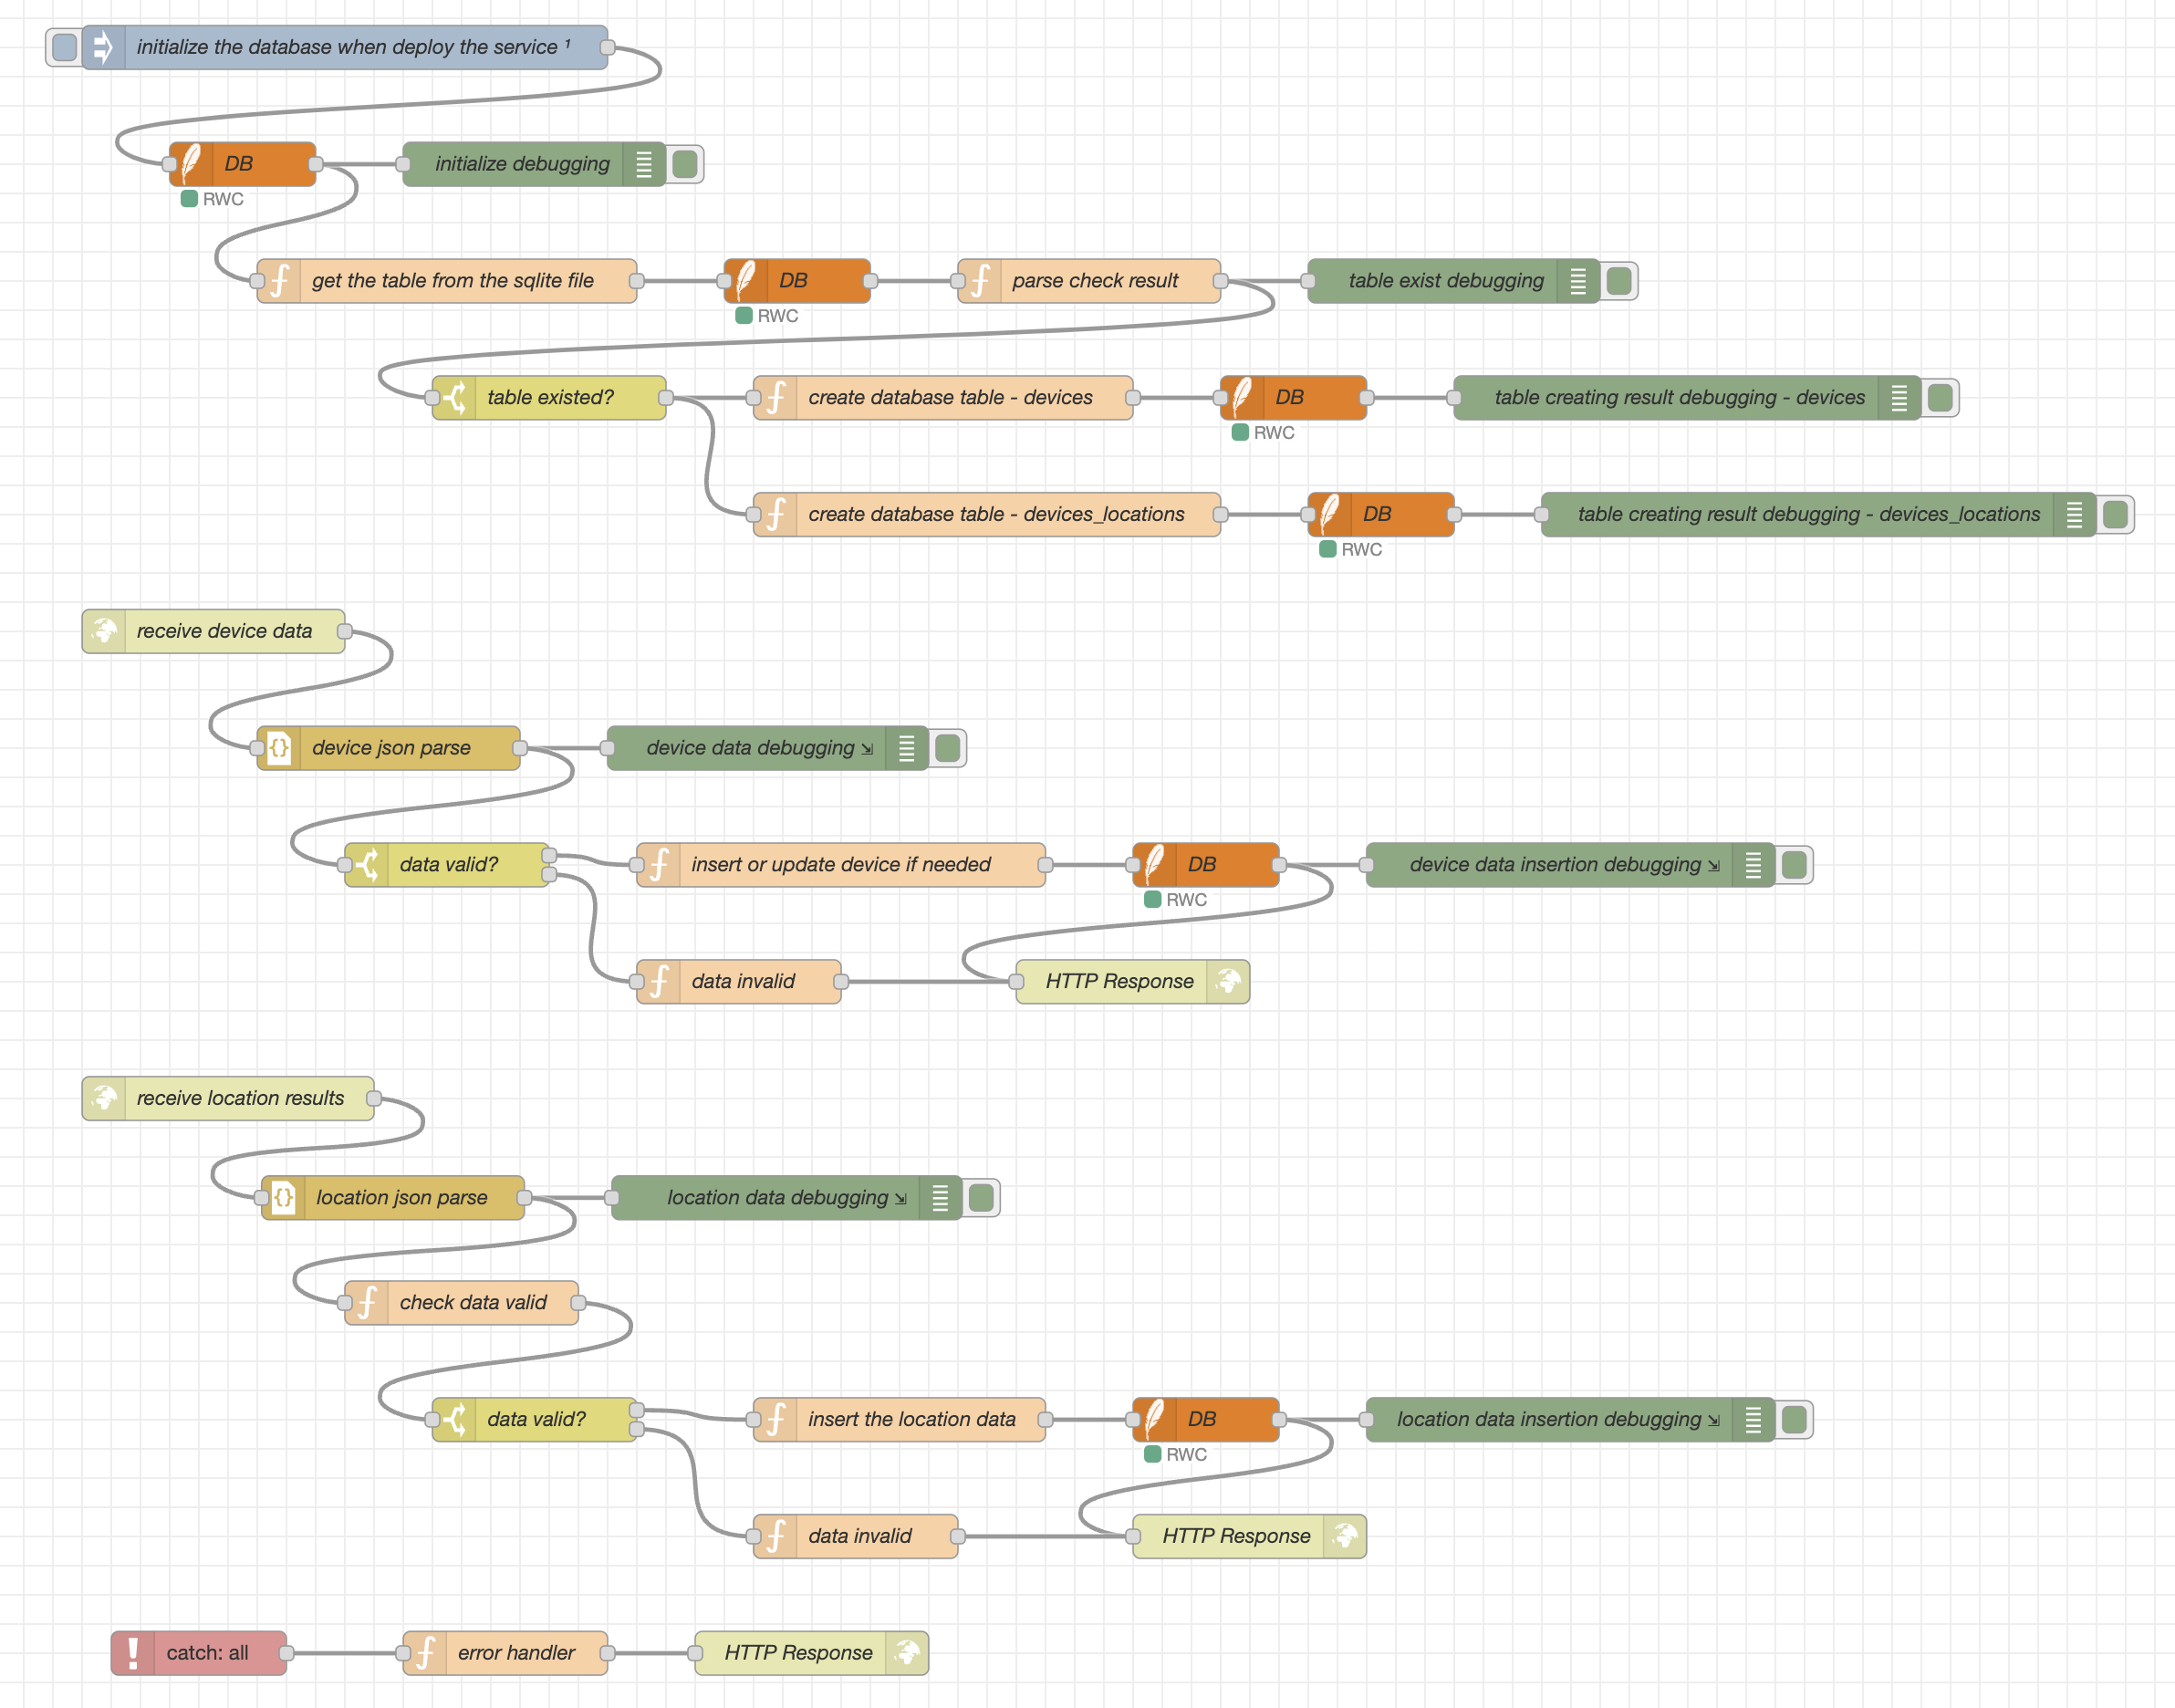 initialize the database when deploy the service ¹
DB
initialize debugging
RWC
get the table from the sqlite file
DB
parse check result
table exist debugging
RWC
table existed?
create database table - devices
DB
table creating result debugging - devices
RWC
create database table - devices_locations
DB
table creating result debugging - devices_locations
RWC
receive device data
device json parse
device data debugging ⇲
data valid?
insert or update device if needed
DB
device data insertion debugging ⇲
RWC
data invalid
HTTP Response
receive location results
location json parse
location data debugging ⇲
check data valid
data valid?
insert the location data
DB
location data insertion debugging ⇲
RWC
data invalid
HTTP Response
catch: all
error handler
HTTP Response